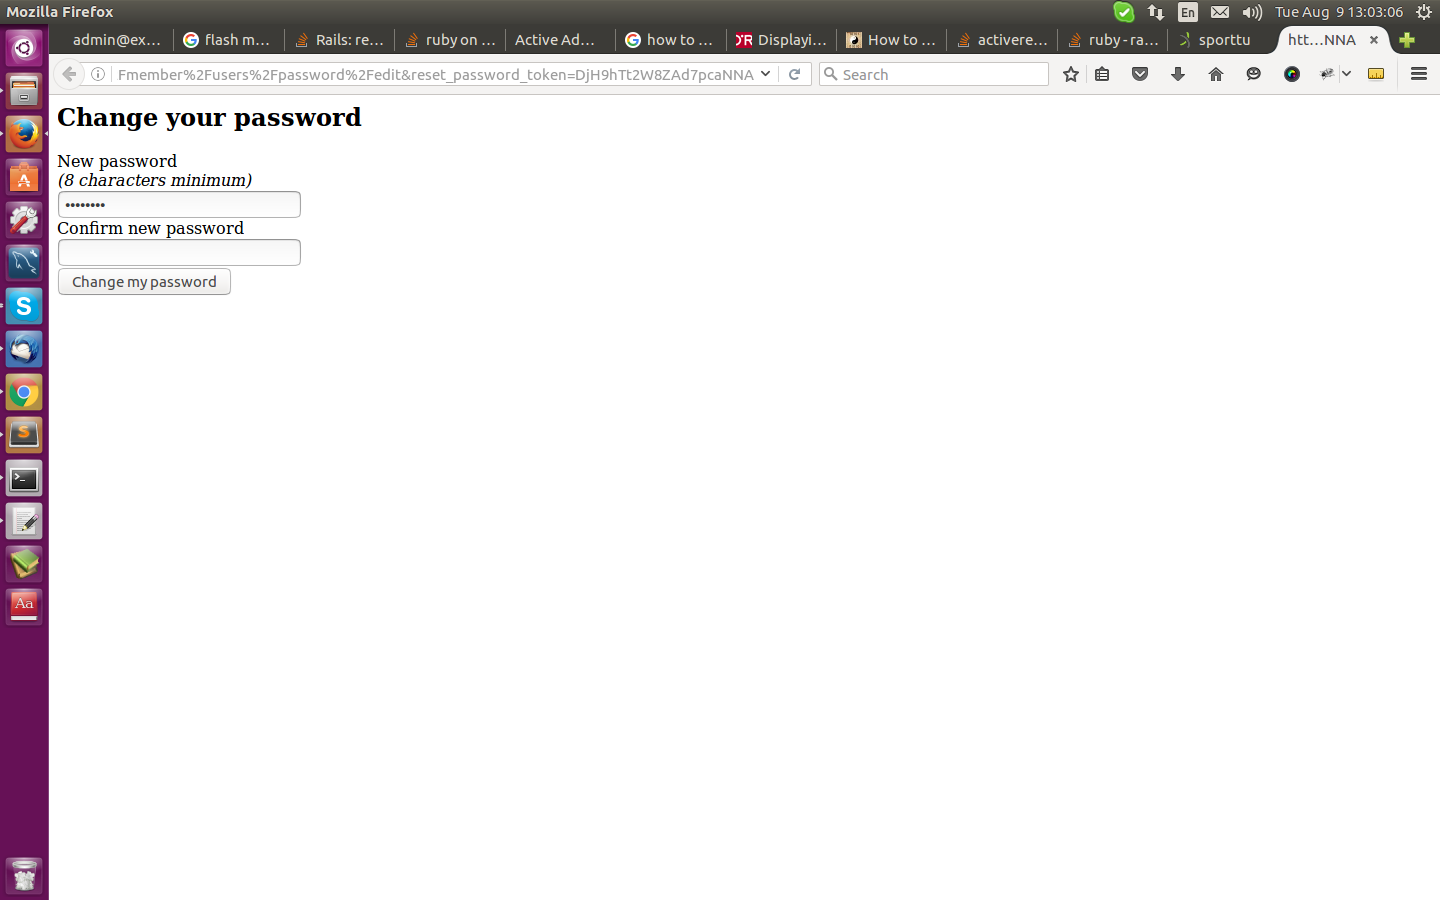 Mozilla Firefox
En
Tue Aug 9 13:03:06
admin@ex...
flash m...
Rails: re...
ruby on ...
Active Ad...
how to ...
Displayi...
How to ...
activere...
ruby - ra...
sporttu
htt...NNA
Fmember%2Fusers%2Fpassword%2Fedit&reset_password_token=DjH9hTt2W8ZAd7pcaNNA
Search
Change your password
New password
(8 characters minimum)
••••••••
Confirm new password
Change my password